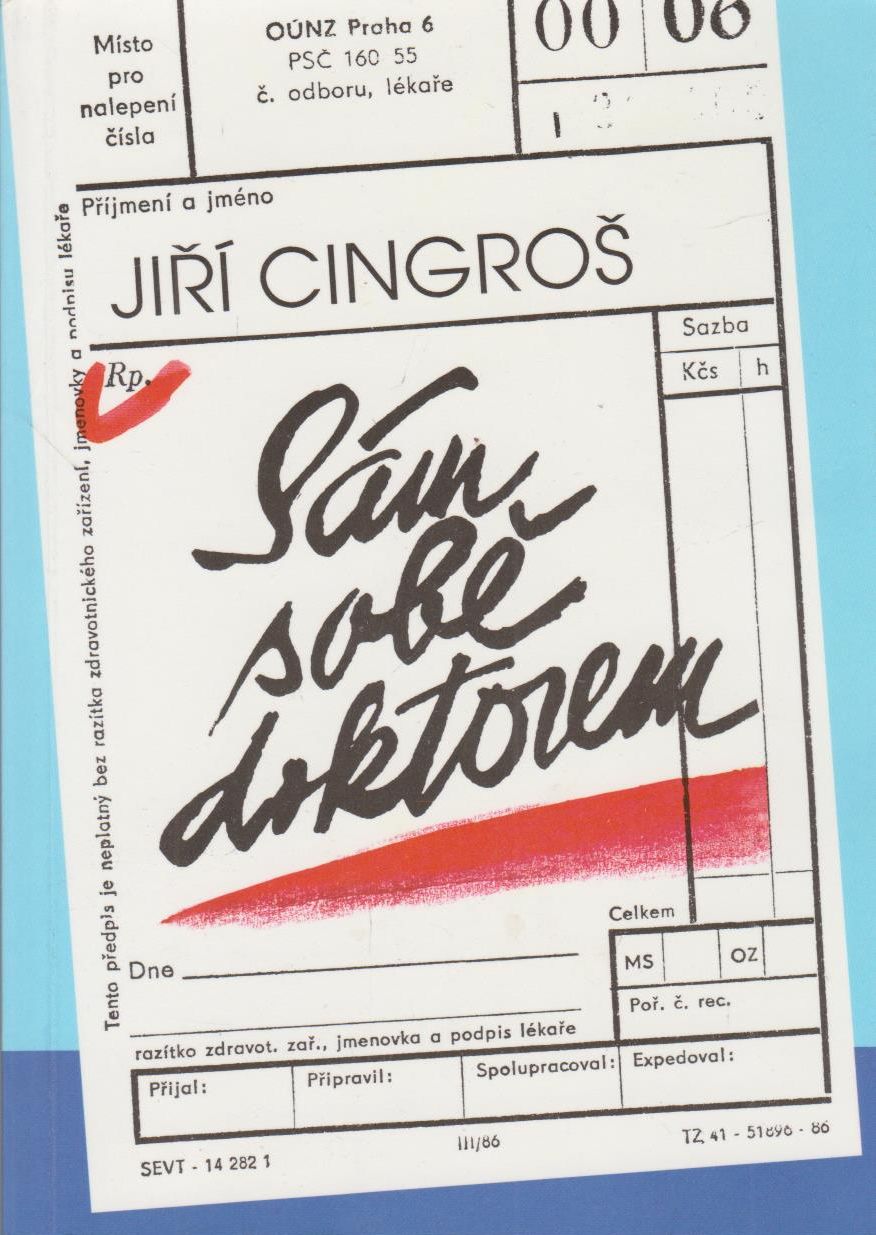 Místo
pro
nalepení
čísla
OÚNZ Praha 6
PSČ 160 55
č. odboru, lékaře
00 06
Příjmení a jméno
JIŘÍ CINGROŠ
Sazba
Kčs h
Rp.
Sám
sobě
doktorem
Tento předpis je neplatný bez razítka zdravotnického zařízení, jmenovky a podpisu lékaře
Celkem
MS OZ
Poř. č. rec.
Dne
razítko zdravot. zař., jmenovka a podpis lékaře
Přijal: Připravil: Spolupracoval: Expedoval:
SEVT - 14 282 1 III/86 TZ 41 - 51896 - 86